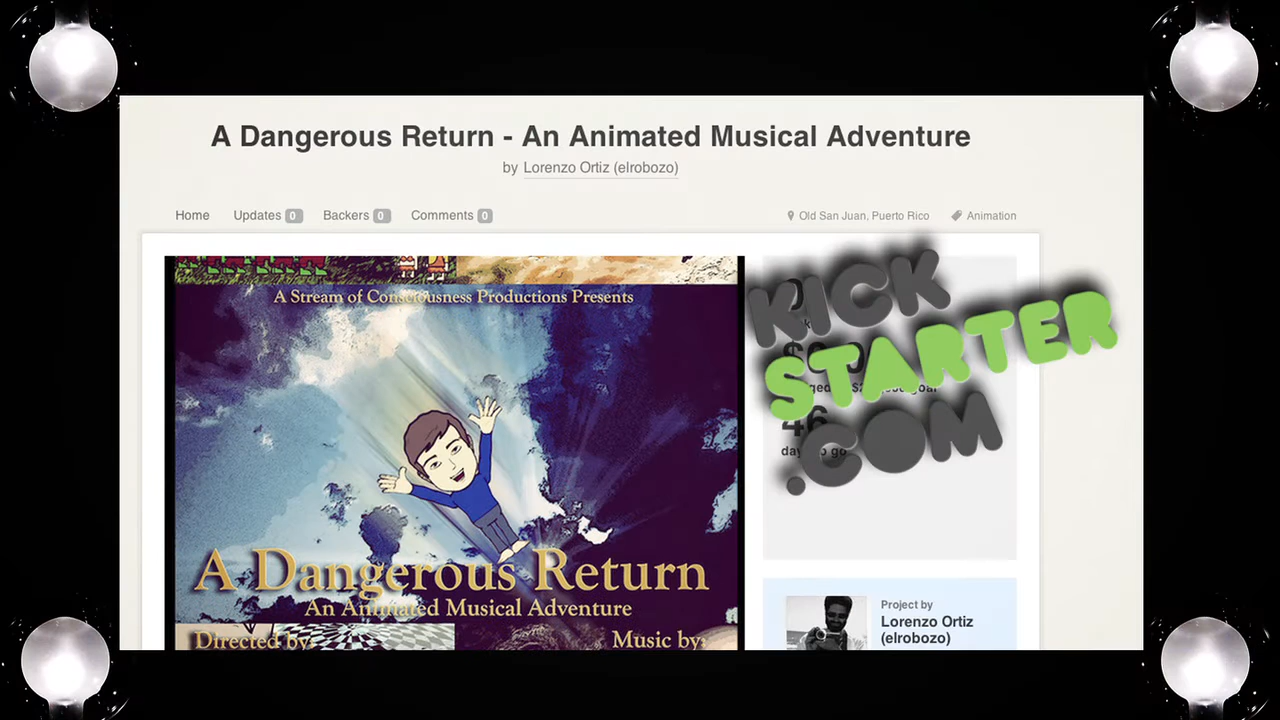 A Dangerous Return - An Animated Musical Adventure
by Lorenzo Ortiz (elrobozo)
Home Updates 0 Backers 0 Comments 0
Old San Juan, Puerto Rico Animation
A Stream of Consciousness Productions Presents
KICK
STARTER
.COM
46
A Dangerous Return
An Animated Musical Adventure
Directed by:
Music by:
Project by
Lorenzo Ortiz
(elrobozo)